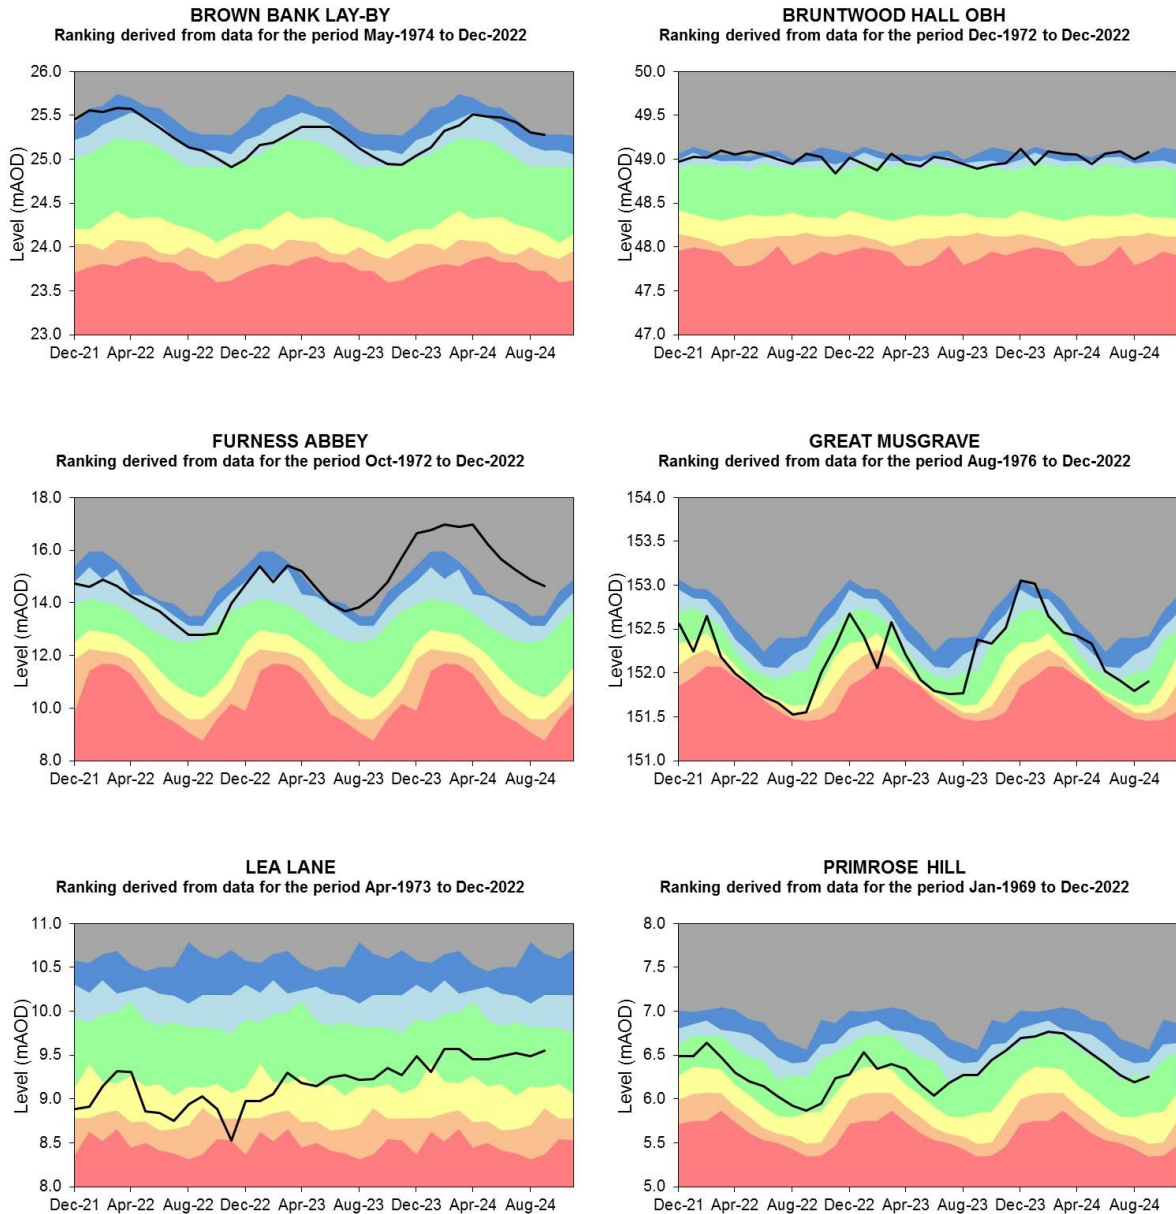 BROWN BANK LAY-BY
Ranking derived from data for the period May-1974 to Dec-2022
Level (mAOD)
26.0
25.5
25.0
24.5
24.0
23.5
23.0
Dec-21 Apr-22 Aug-22 Dec-22 Apr-23 Aug-23 Dec-23 Apr-24 Aug-24
BRUNTWOOD HALL OBH
Ranking derived from data for the period Dec-1972 to Dec-2022
Level (mAOD)
50.0
49.5
49.0
48.5
48.0
47.5
47.0
Dec-21 Apr-22 Aug-22 Dec-22 Apr-23 Aug-23 Dec-23 Apr-24 Aug-24
FURNESS ABBEY
Ranking derived from data for the period Oct-1972 to Dec-2022
Level (mAOD)
18.0
16.0
14.0
12.0
10.0
8.0
Dec-21 Apr-22 Aug-22 Dec-22 Apr-23 Aug-23 Dec-23 Apr-24 Aug-24
GREAT MUSGRAVE
Ranking derived from data for the period Aug-1976 to Dec-2022
Level (mAOD)
154.0
153.5
153.0
152.5
152.0
151.5
151.0
Dec-21 Apr-22 Aug-22 Dec-22 Apr-23 Aug-23 Dec-23 Apr-24 Aug-24
LEA LANE
Ranking derived from data for the period Apr-1973 to Dec-2022
Level (mAOD)
11.0
10.5
10.0
9.5
9.0
8.5
8.0
Dec-21 Apr-22 Aug-22 Dec-22 Apr-23 Aug-23 Dec-23 Apr-24 Aug-24
PRIMROSE HILL
Ranking derived from data for the period Jan-1969 to Dec-2022
Level (mAOD)
8.0
7.5
7.0
6.5
6.0
5.5
5.0
Dec-21 Apr-22 Aug-22 Dec-22 Apr-23 Aug-23 Dec-23 Apr-24 Aug-24